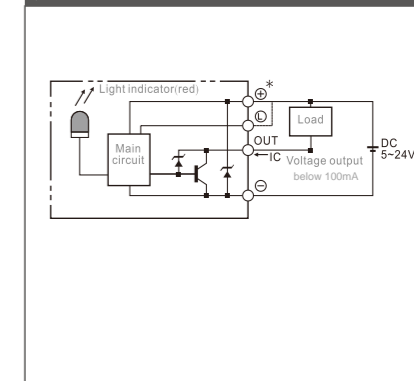 Light indicator(red)
*
⊕
Ⓛ
Main
circuit
OUT
IC
⊖
Load
Voltage output
below 100mA
DC
5~24V